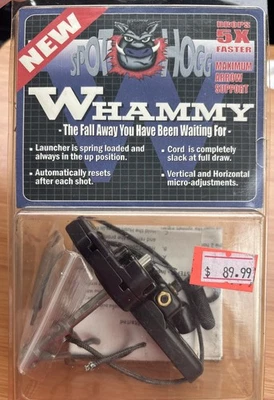 NEW
SPOT HOGG
DROPS
5X
FASTER
MAXIMUM
ARROW
SUPPORT
WHAMMY
- The Fall Away You Have Been Waiting For -
• Launcher is spring loaded and
always in the up position.
• Automatically resets
after each shot.
• Cord is completely
slack at full draw.
• Vertical and Horizontal
micro-adjustments.
$ 89.99